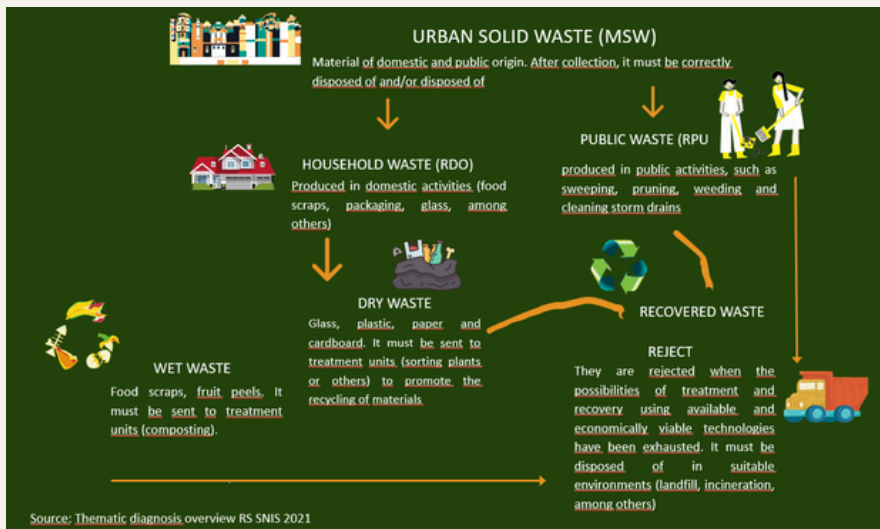 URBAN SOLID WASTE (MSW)
Material of domestic and public origin. After collection, it must be correctly
disposed of and/or disposed of
HOUSEHOLD WASTE (RDO)
Produced in domestic activities (food
scraps, packaging, glass, among
others)
PUBLIC WASTE (RPU
produced in public activities, such as
sweeping, pruning, weeding and
cleaning storm drains
DRY WASTE
Glass, plastic, paper and
cardboard. It must be sent to
treatment units (sorting plants
or others) to promote the
recycling of materials
RECOVERED WASTE
WET WASTE
Food scraps, fruit peels. It
must be sent to treatment
units (composting).
REJECT
They are rejected when the
possibilities of treatment and
recovery using available and
economically viable technologies
have been exhausted. It must be
disposed of in suitable
environments (landfill, incineration,
among others)
Source: Thematic diagnosis overview RS SNIS 2021